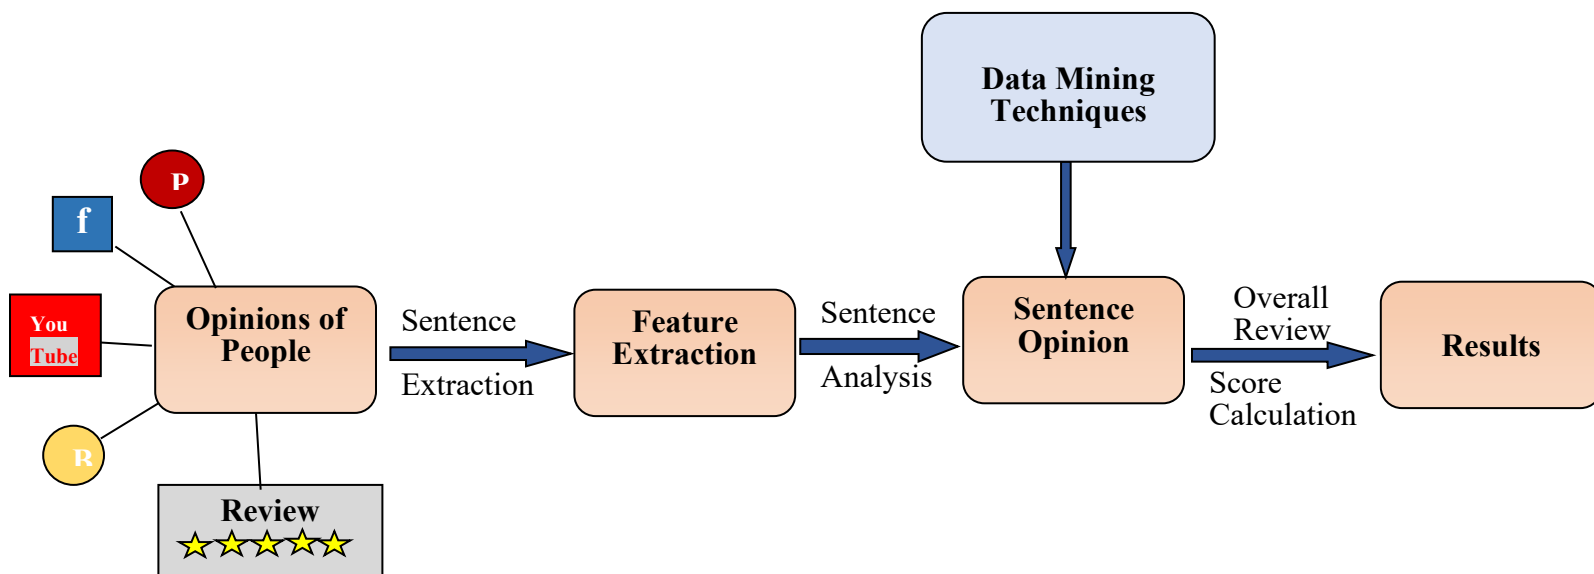 Data Mining
Techniques
P
f
You
Tube
Opinions of
People
Sentence
Extraction
Feature
Extraction
Sentence
Analysis
Sentence
Opinion
Overall
Review
Score
Calculation
Results
Review